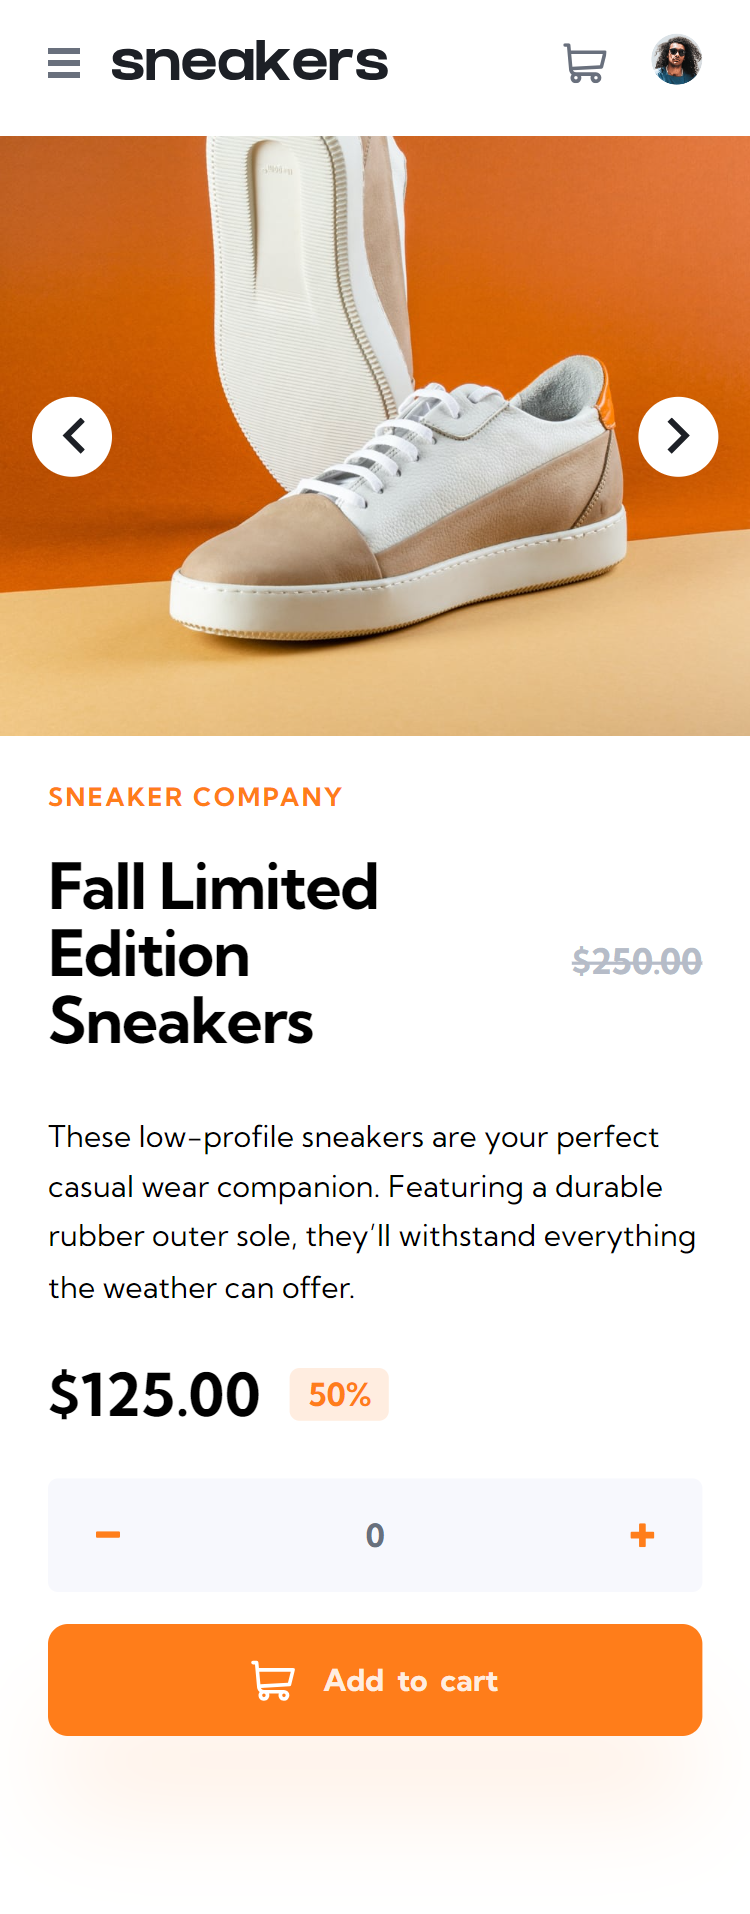 sneakers
SNEAKER COMPANY
Fall Limited
Edition
$250.00
Sneakers
These low-profile sneakers are your perfect
casual wear companion. Featuring a durable
rubber outer sole, they’ll withstand everything
the weather can offer.
$125.00 50%
0
Add to cart